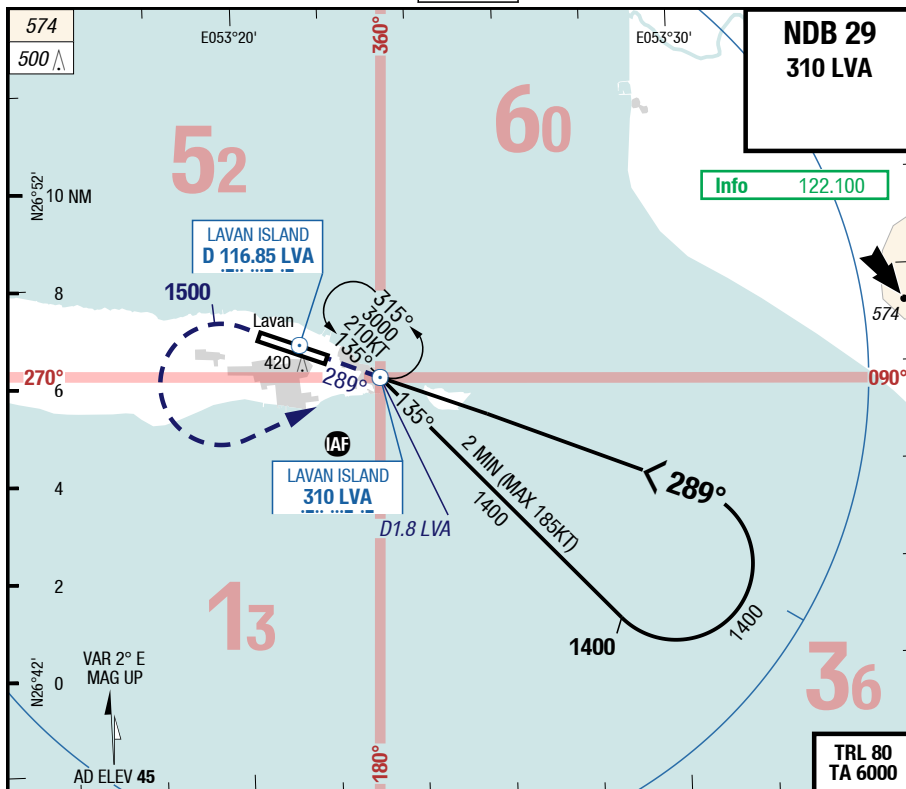 574
500
E053°20'
360°
E053°30'
NDB 29
310 LVA
60
52
Info 122.100
N26°52'
10 NM
LAVAN ISLAND
D 116.85 LVA
8
1500
315°
3000
210KT
135°
574
Lavan
420
289°
270°
090°
6
135°
2 MIN (MAX 185KT)
1400
289°
IAF
LAVAN ISLAND
310 LVA
4
D1.8 LVA
2
13
1400
1400
36
VAR 2° E
MAG UP
N26°42'
0
180°
AD ELEV 45
TRL 80
TA 6000